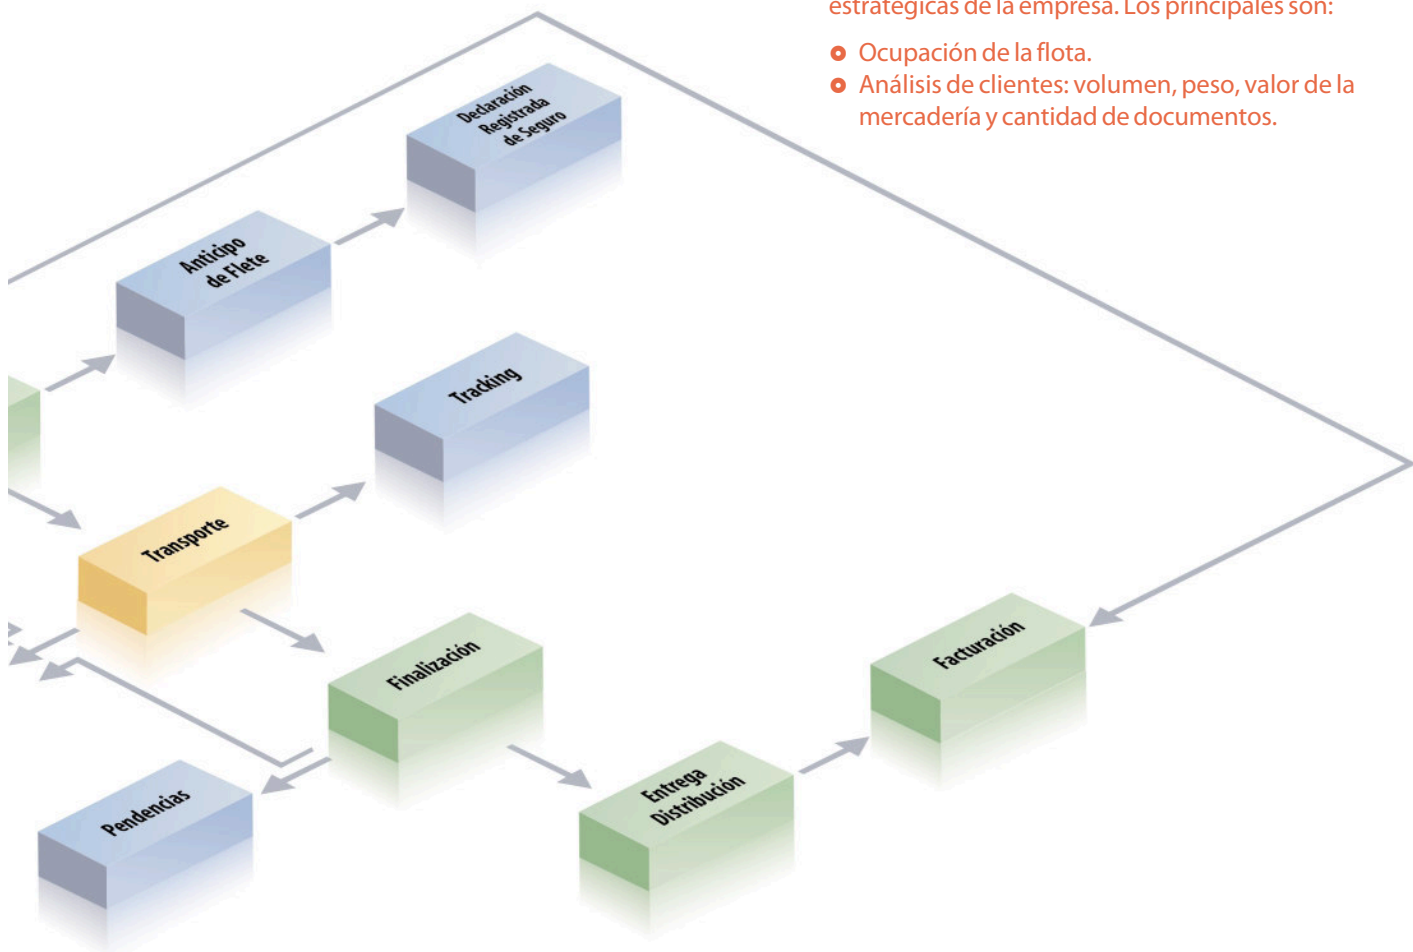 estratégicas de la empresa. Los principales son:
Ocupación de la flota.
Análisis de clientes: volumen, peso, valor de la
mercadería y cantidad de documentos.
Declaración
Registrada
de Seguro
Anticipo
de Flete
Tracking
Transporte
Finalización
Facturación
Entrega
Distribución
Pendencias